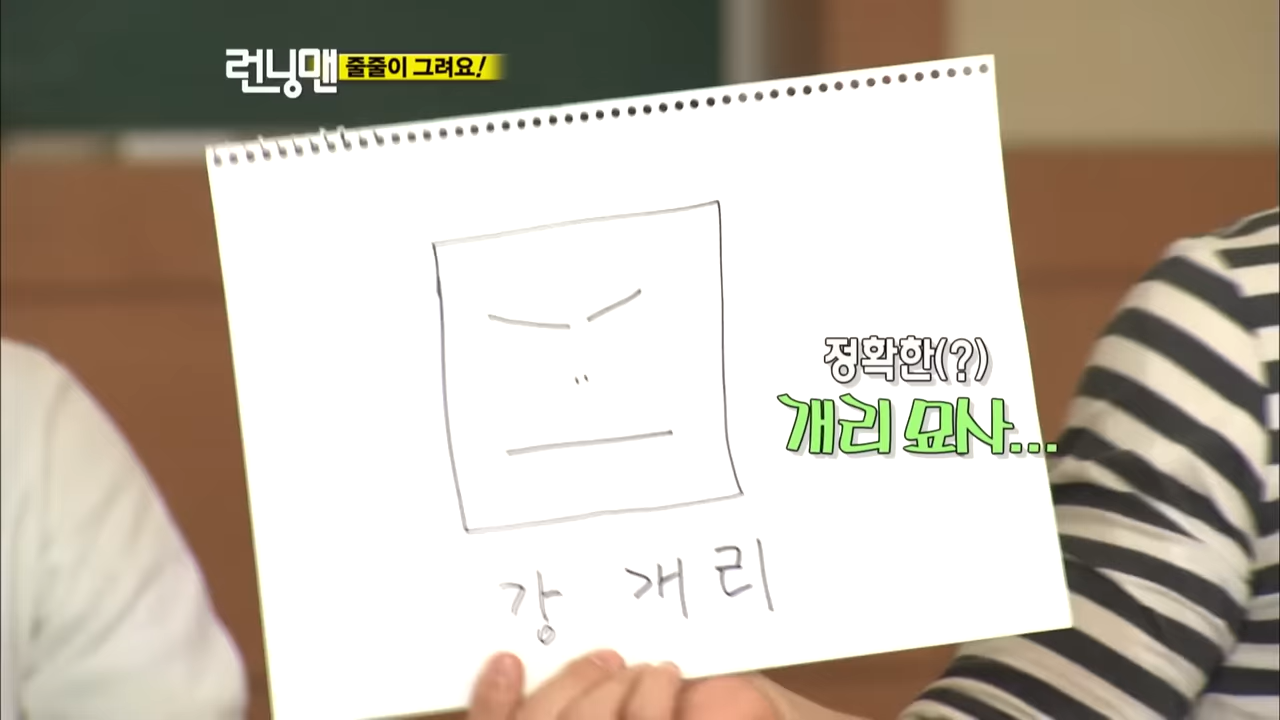 런닝맨 줄줄이 그려요!
정확한(?)
개리 묘사...
강 개리